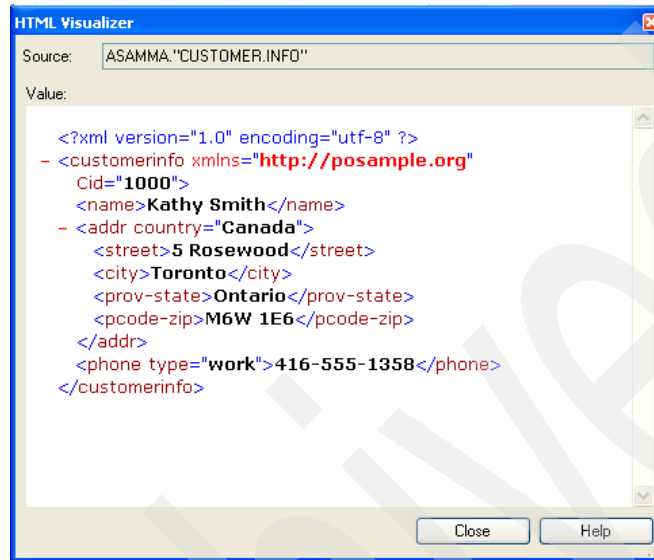 HTML Visualizer
Source: ASAMMA."CUSTOMER.INFO"
Value:
<?xml version="1.0" encoding="utf-8" ?>
– <customerinfo xmlns="http://posample.org"
Cid="1000">
<name>Kathy Smith</name>
– <addr country="Canada">
<street>5 Rosewood</street>
<city>Toronto</city>
<prov-state>Ontario</prov-state>
<pcode-zip>M6W 1E6</pcode-zip>
</addr>
<phone type="work">416-555-1358</phone>
</customerinfo>
Close Help